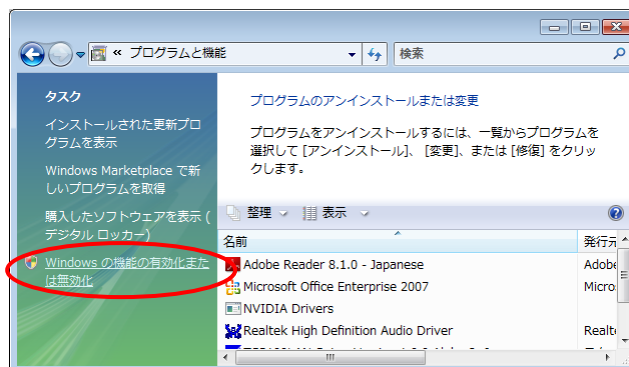 « プログラムと機能
検索
タスク
インストールされた更新プロ
グラムを表示
Windows Marketplace で新
しいプログラムを取得
購入したソフトウェアを表示 (
デジタル ロッカー)
Windows の機能の有効化また
は無効化
プログラムのアンインストールまたは変更
プログラムをアンインストールするには、一覧からプログラムを
選択して [アンインストール]、[変更]、または [修復] をクリッ
クします。
整理 表示
名前 発行元
Adobe Reader 8.1.0 - Japanese Adobe
Microsoft Office Enterprise 2007 Micro
NVIDIA Drivers
Realtek High Definition Audio Driver Realt